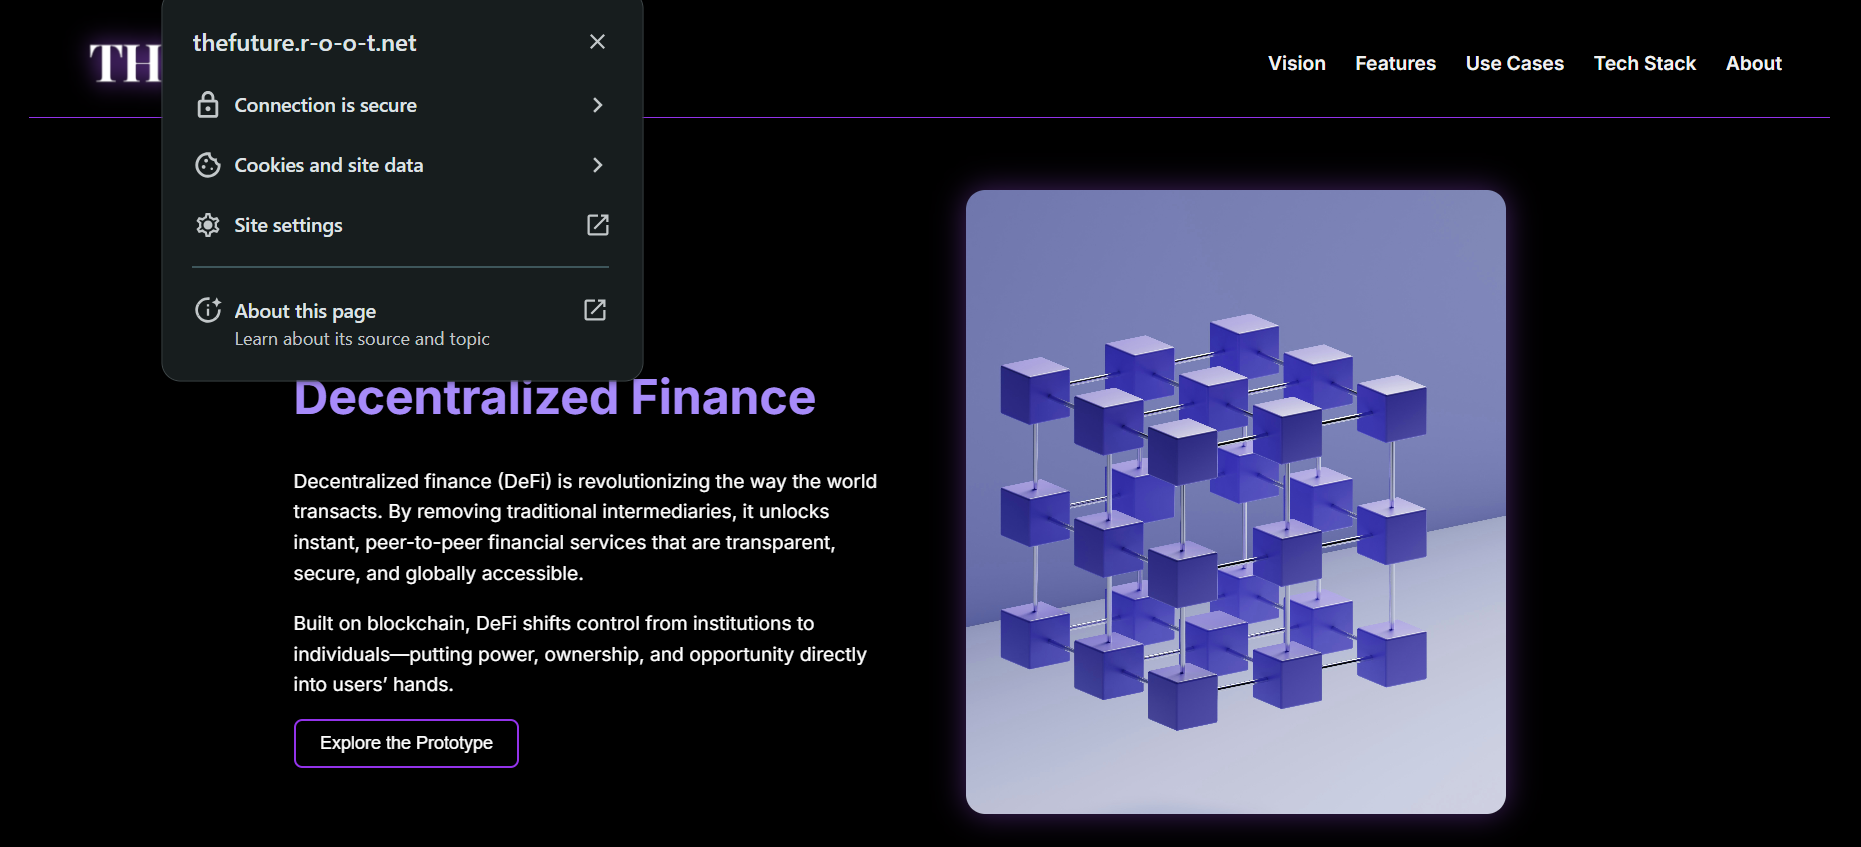 thefuture.r-o-o-t.net
Connection is secure
Cookies and site data
Site settings
About this page
Learn about its source and topic
TH
Vision Features Use Cases Tech Stack About
Decentralized Finance
Decentralized finance (DeFi) is revolutionizing the way the world
transacts. By removing traditional intermediaries, it unlocks
instant, peer-to-peer financial services that are transparent,
secure, and globally accessible.
Built on blockchain, DeFi shifts control from institutions to
individuals—putting power, ownership, and opportunity directly
into users’ hands.
Explore the Prototype